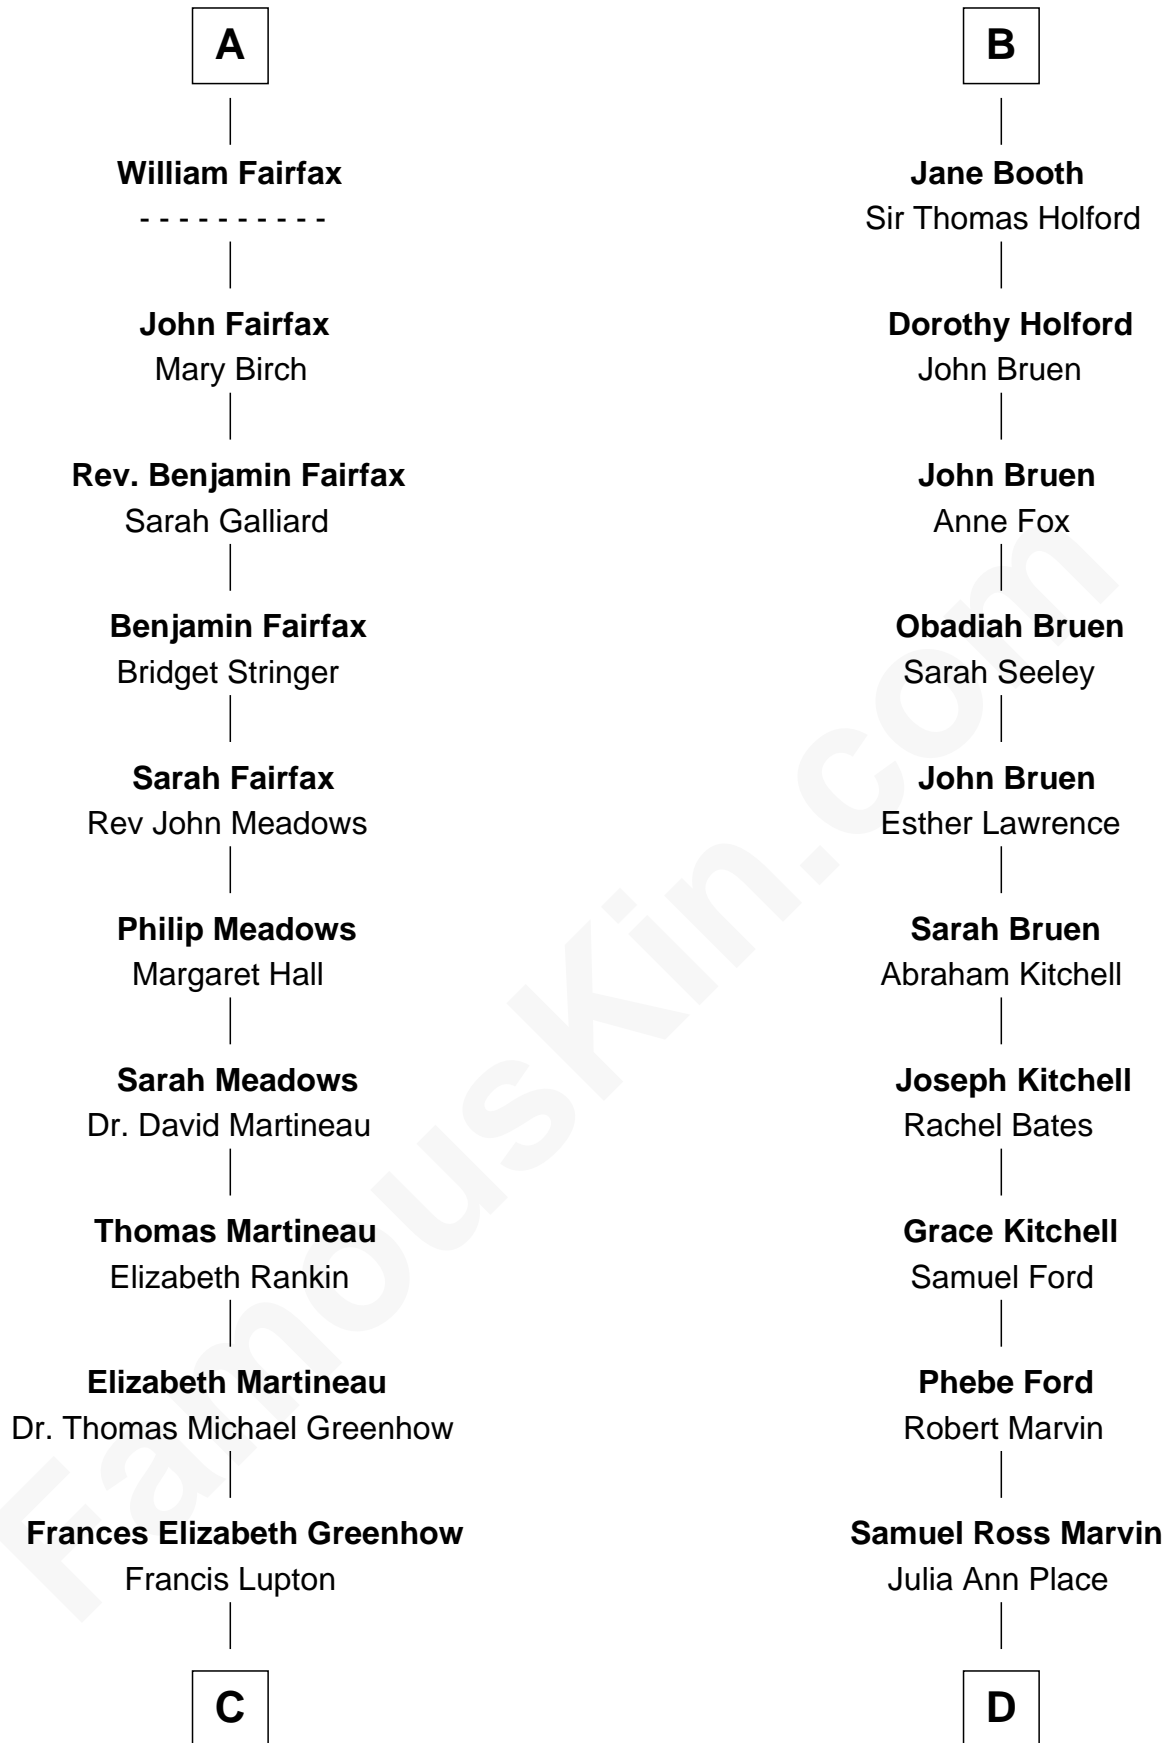 A
William Fairfax
- - - - - - - - - -
John Fairfax
Mary Birch
Rev. Benjamin Fairfax
Sarah Galliard
Benjamin Fairfax
Bridget Stringer
Sarah Fairfax
Rev John Meadows
Philip Meadows
Margaret Hall
Sarah Meadows
Dr. David Martineau
Thomas Martineau
Elizabeth Rankin
Elizabeth Martineau
Dr. Thomas Michael Greenhow
Frances Elizabeth Greenhow
Francis Lupton
C
B
Jane Booth
Sir Thomas Holford
Dorothy Holford
John Bruen
John Bruen
Anne Fox
Obadiah Bruen
Sarah Seeley
John Bruen
Esther Lawrence
Sarah Bruen
Abraham Kitchell
Joseph Kitchell
Rachel Bates
Grace Kitchell
Samuel Ford
Phebe Ford
Robert Marvin
Samuel Ross Marvin
Julia Ann Place
D
FamousKin.com